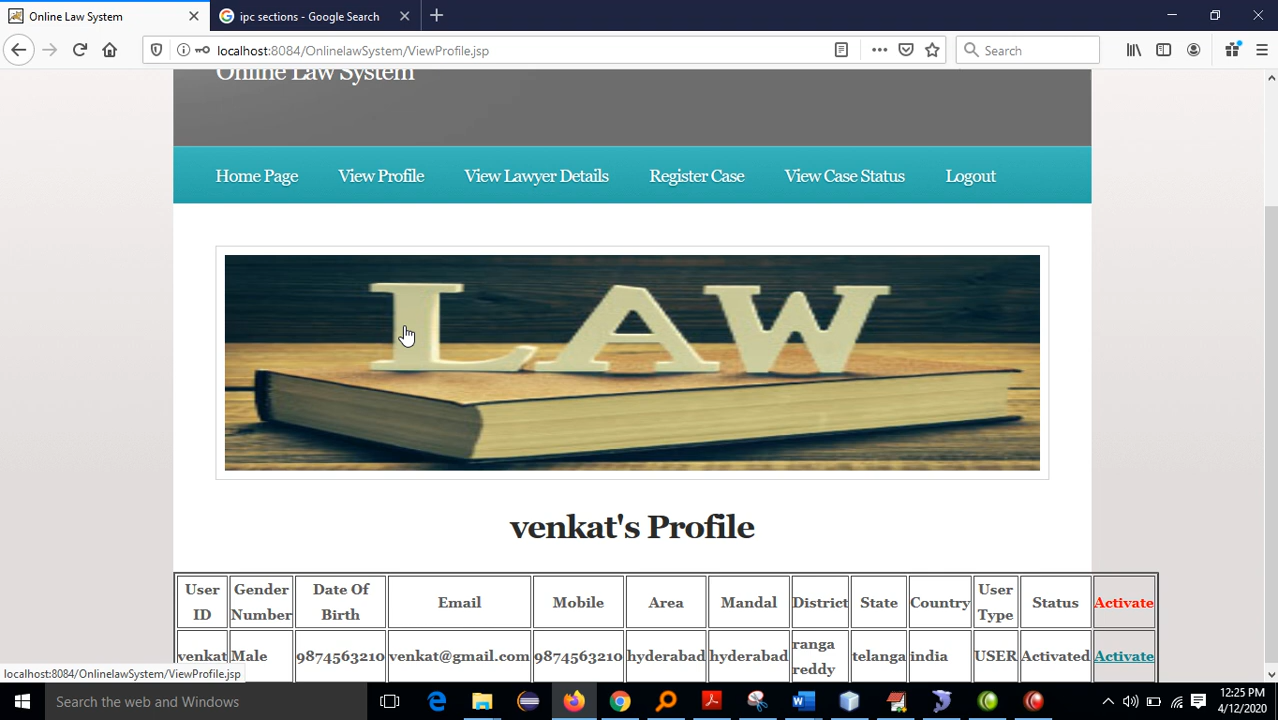 Online Law System
ipc sections - Google Search
localhost:8084/OnlinelawSystem/ViewProfile.jsp
Search
Online Law System
Home Page View Profile View Lawyer Details Register Case View Case Status Logout
LAW
venkat's Profile
User ID Gender Number Date Of Birth Email Mobile Area Mandal District State Country User Type Status Activate
venkat Male 9874563210 venkat@gmail.com 9874563210 hyderabad hyderabad ranga reddy telanga india USER Activated Activate
localhost:8084/OnlinelawSystem/ViewProfile.jsp
Search the web and Windows
12:25 PM
4/12/2020